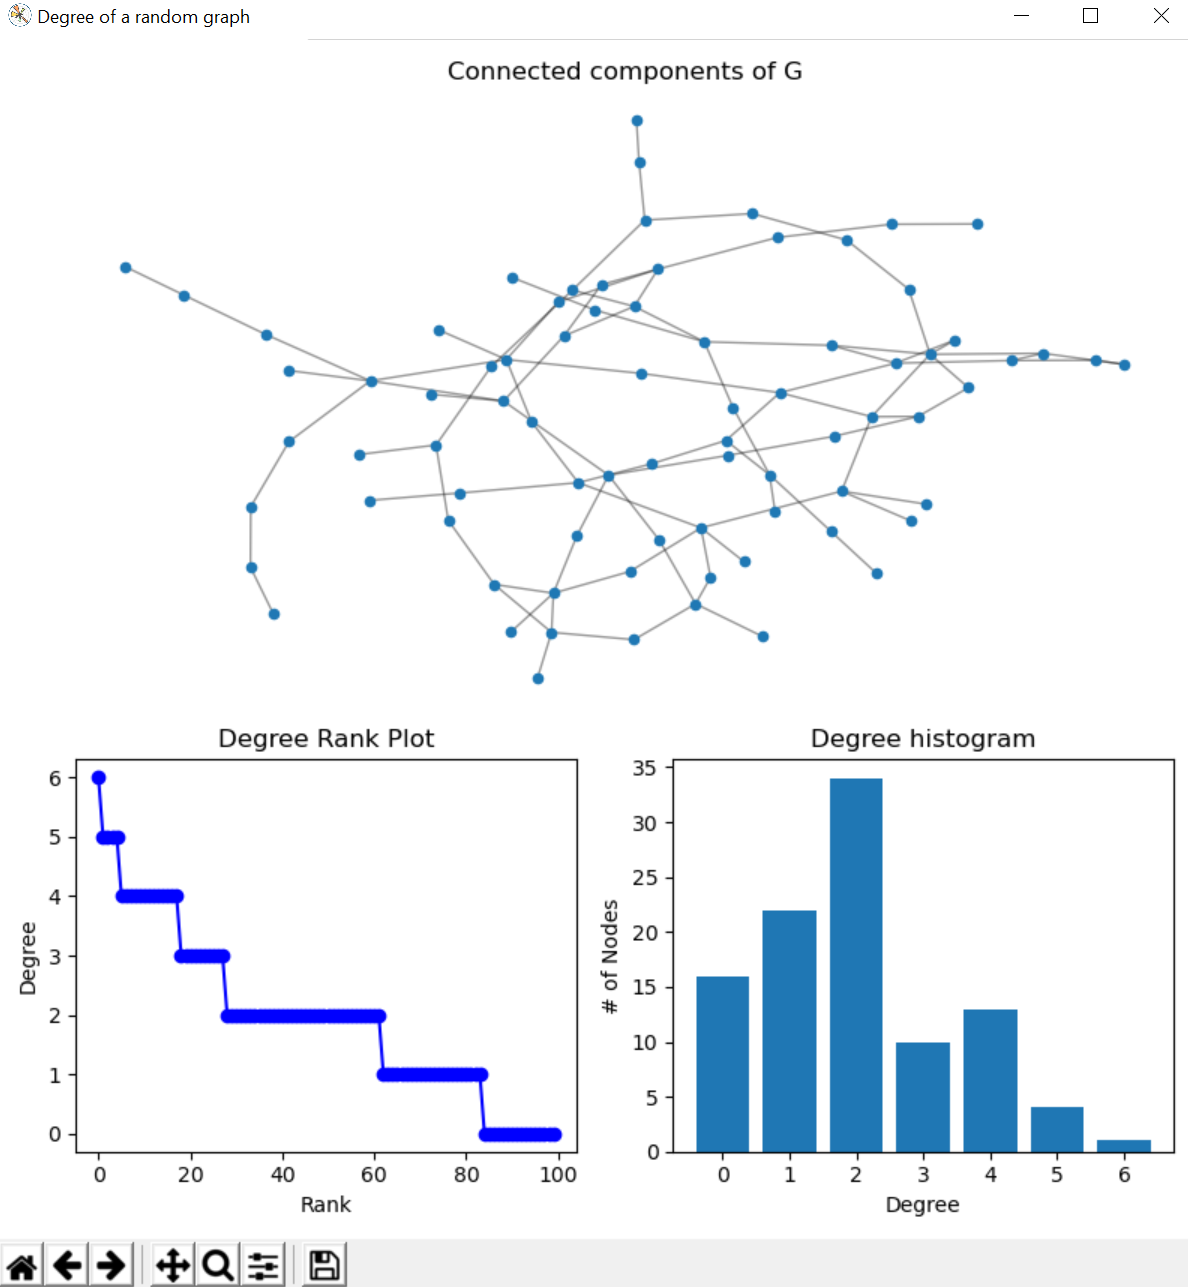 Degree of a random graph
Connected components of G
Degree Rank Plot
6
5
4
3
2
1
0
Degree
0 20 40 60 80 100
Rank
Degree histogram
35
30
25
20
15
10
5
0
# of Nodes
0 1 2 3 4 5 6
Degree